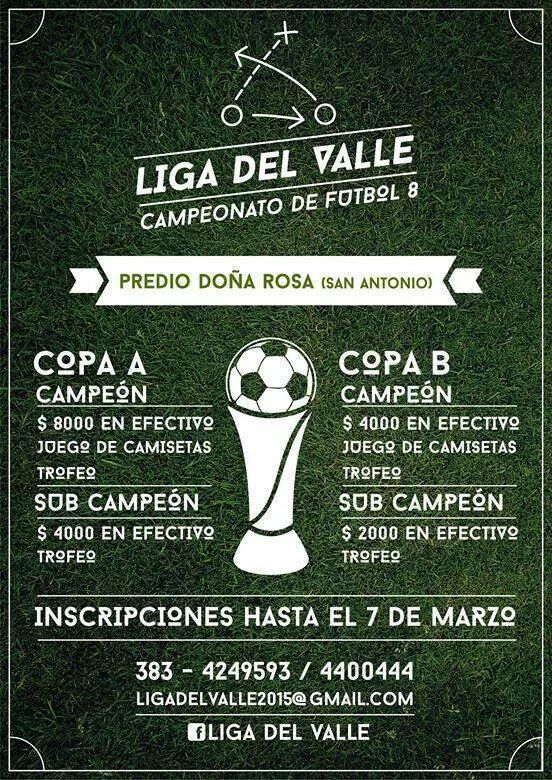 LIGA DEL VALLE
CAMPEONATO DE FUTBOL 8
PREDIO DOÑA ROSA (SAN ANTONIO)
COPA A
CAMPEÓN
$ 8000 EN EFECTIVO
JUEGO DE CAMISETAS
TROFEO
SUB CAMPEÓN
$ 4000 EN EFECTIVO
TROFEO
COPA B
CAMPEÓN
$ 4000 EN EFECTIVO
JUEGO DE CAMISETAS
TROFEO
SUB CAMPEÓN
$ 2000 EN EFECTIVO
TROFEO
INSCRIPCIONES HASTA EL 7 DE MARZO
383 - 4249593 / 4400444
LIGADELVALLE2015@GMAIL.COM
f LIGA DEL VALLE